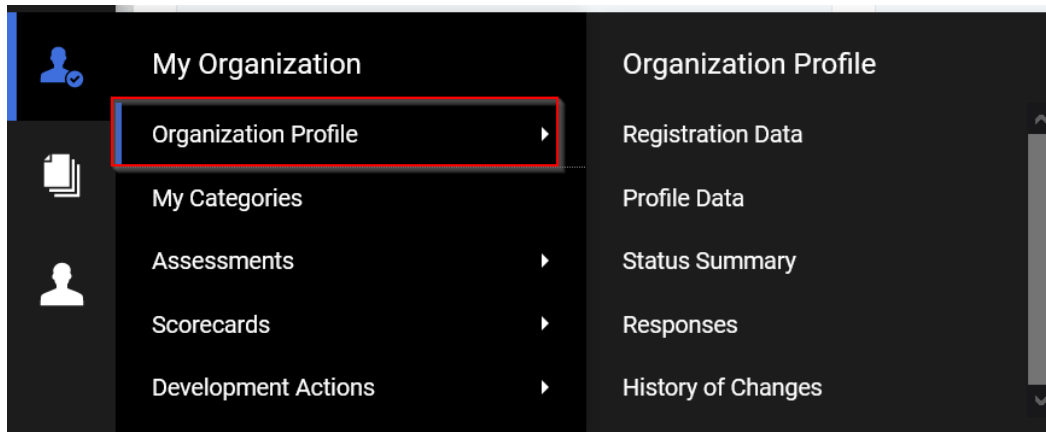 My Organization
Organization Profile
My Categories
Assessments
Scorecards
Development Actions
Organization Profile
Registration Data
Profile Data
Status Summary
Responses
History of Changes